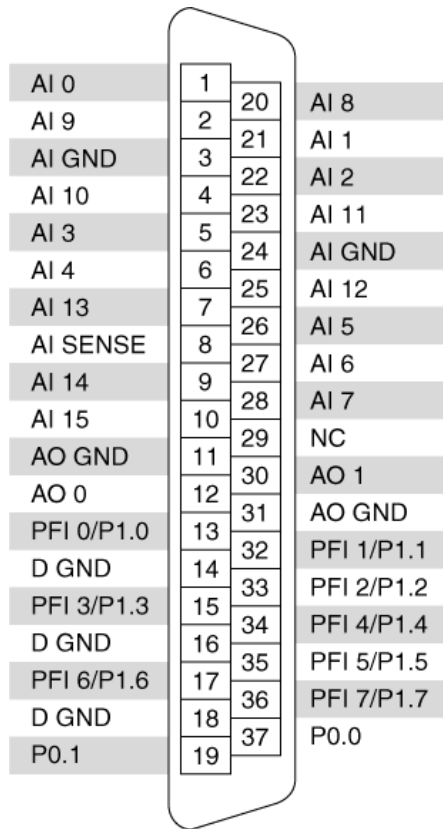 AI 0 1
20 AI 8
AI 9 2
21 AI 1
AI GND 3
22 AI 2
AI 10 4
23 AI 11
AI 3 5
24 AI GND
AI 4 6
25 AI 12
AI 13 7
26 AI 5
AI SENSE 8
27 AI 6
AI 14 9
28 AI 7
AI 15 10
29 NC
AO GND 11
30 AO 1
AO 0 12
31 AO GND
PFI 0/P1.0 13
32 PFI 1/P1.1
D GND 14
33 PFI 2/P1.2
PFI 3/P1.3 15
34 PFI 4/P1.4
D GND 16
35 PFI 5/P1.5
PFI 6/P1.6 17
36 PFI 7/P1.7
D GND 18
37 P0.0
P0.1 19